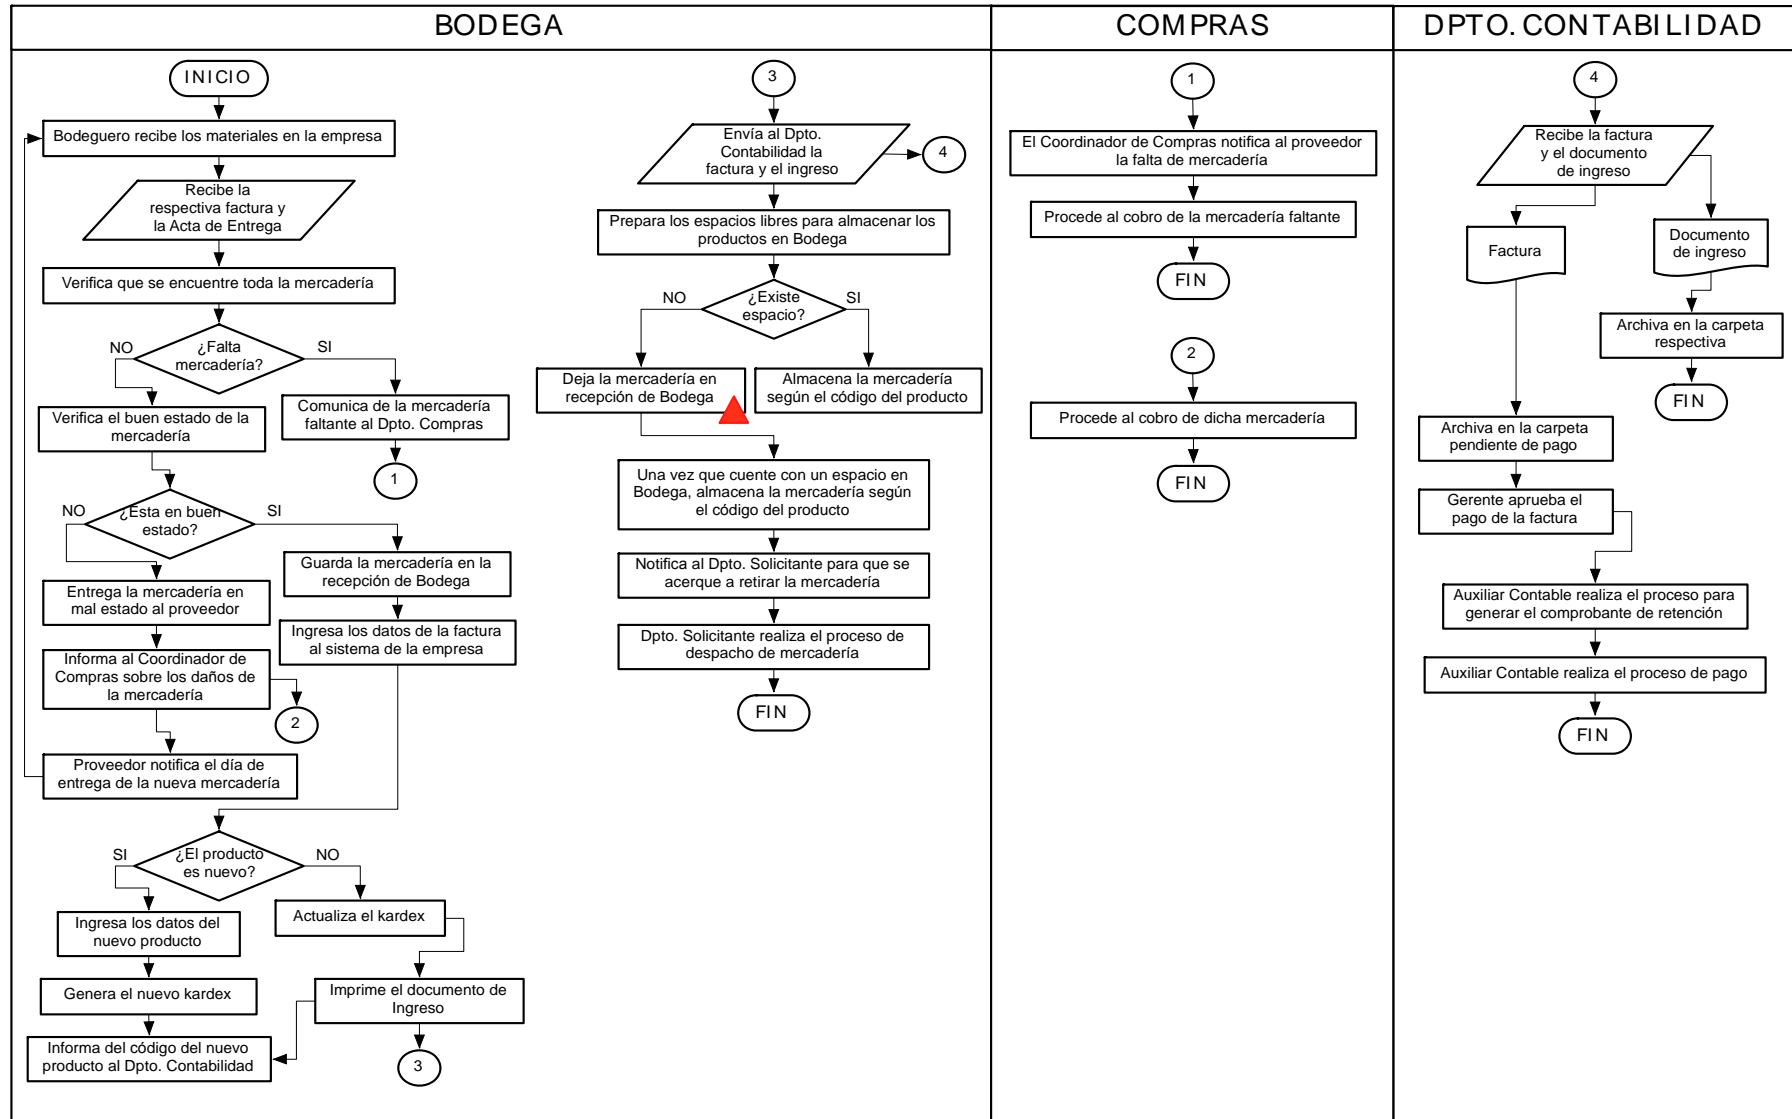 BODEGA
COMPRAS
DPTO. CONTABILIDAD
INICIO
Bodeguero recibe los materiales en la empresa
Recibe la
respectiva factura y
la Acta de Entrega
Verifica que se encuentre toda la mercadería
¿Falta
mercadería?
NO
SI
Verifica el buen estado de la
mercadería
Comunica de la mercadería
faltante al Dpto. Compras
1
¿Esta en buen
estado?
NO
SI
Entrega la mercadería en
mal estado al proveedor
Guarda la mercadería en la
recepción de Bodega
Informa al Coordinador de
Compras sobre los daños de
la mercadería
2
Ingresa los datos de la factura
al sistema de la empresa
Proveedor notifica el día de
entrega de la nueva mercadería
¿El producto
es nuevo?
SI
NO
Ingresa los datos del
nuevo producto
Actualiza el kardex
Genera el nuevo kardex
Imprime el documento de
Ingreso
Informa del código del nuevo
producto al Dpto. Contabilidad
3
3
Envía al Dpto.
Contabilidad la
factura y el ingreso
4
Prepara los espacios libres para almacenar los
productos en Bodega
¿Existe
espacio?
NO
SI
Deja la mercadería en
recepción de Bodega
Almacena la mercadería
según el código del producto
Una vez que cuente con un espacio en
Bodega, almacena la mercadería según
el código del producto
Notifica al Dpto. Solicitante para que se
acerque a retirar la mercadería
Dpto. Solicitante realiza el proceso de
despacho de mercadería
FIN
1
El Coordinador de Compras notifica al proveedor
la falta de mercadería
Procede al cobro de la mercadería faltante
FIN
2
Procede al cobro de dicha mercadería
FIN
4
Recibe la factura
y el documento
de ingreso
Factura
Documento
de ingreso
Archiva en la carpeta
respectiva
FIN
Archiva en la carpeta
pendiente de pago
Gerente aprueba el
pago de la factura
Auxiliar Contable realiza el proceso para
generar el comprobante de retención
Auxiliar Contable realiza el proceso de pago
FIN